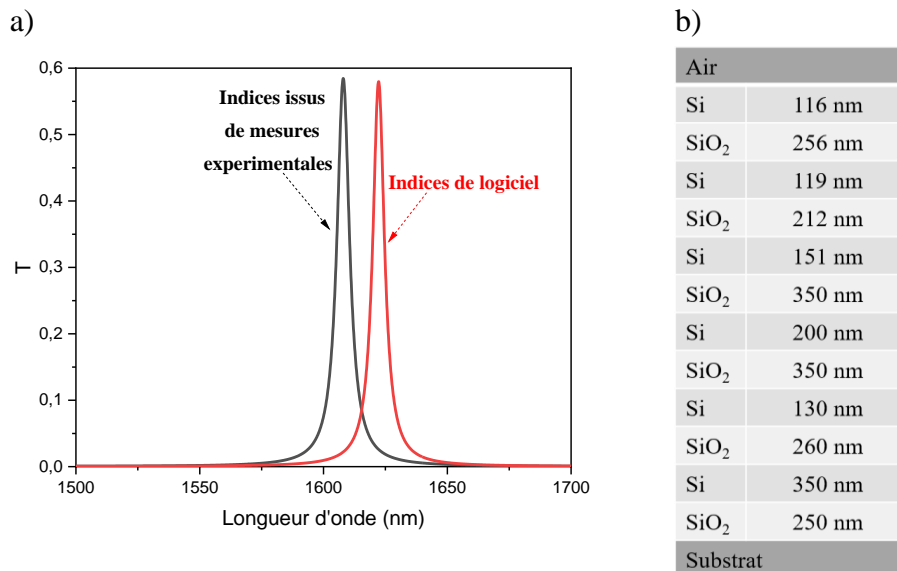 a)
0,6
0,5
0,4
0,3
0,2
0,1
0,0
T
Indices issus
de mesures
experimentales
Indices de logiciel
1500
1550
1600
1650
1700
Longueur d'onde (nm)
b)
Air
Si 116 nm
SiO₂ 256 nm
Si 119 nm
SiO₂ 212 nm
Si 151 nm
SiO₂ 350 nm
Si 200 nm
SiO₂ 350 nm
Si 130 nm
SiO₂ 260 nm
Si 350 nm
SiO₂ 250 nm
Substrat